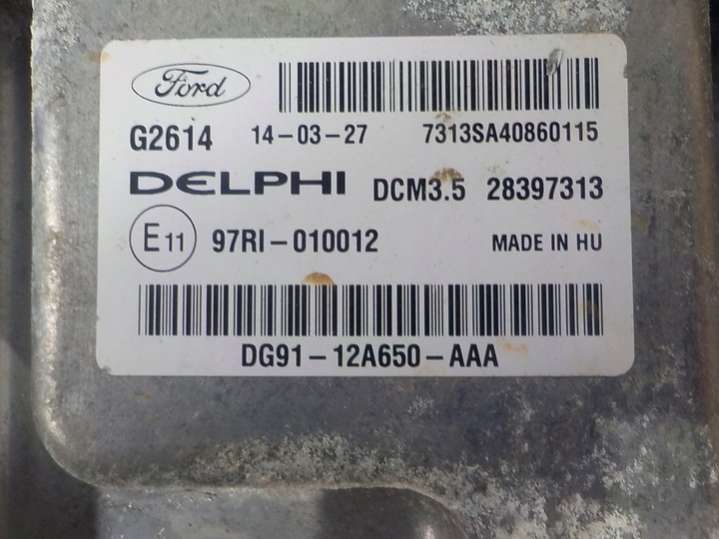 Ford
G2614 14-03-27 7313SA40860115
DELPHI DCM3.5 28397313
E11 97RI-010012 MADE IN HU
DG91-12A650-AAA